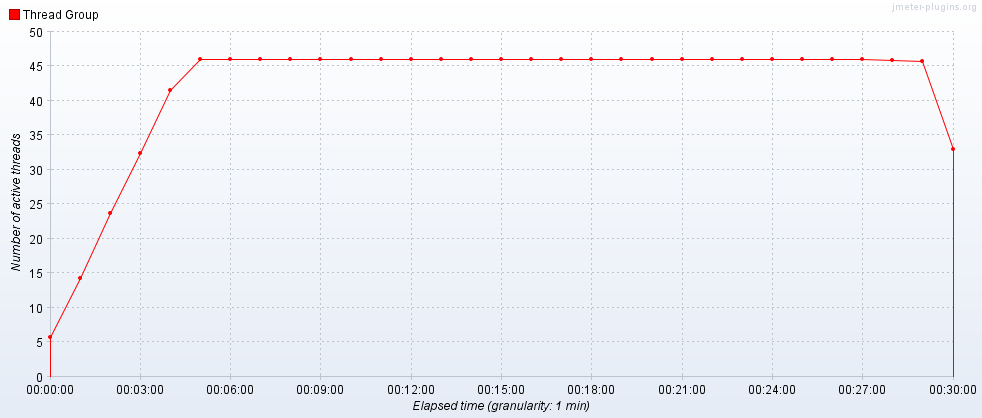 jmeter-plugins.org
Thread Group
50
45
40
35
30
25
20
15
10
5
0
Number of active threads
00:00:00 00:03:00 00:06:00 00:09:00 00:12:00 00:15:00 00:18:00 00:21:00 00:24:00 00:27:00 00:30:00
Elapsed time (granularity: 1 min)